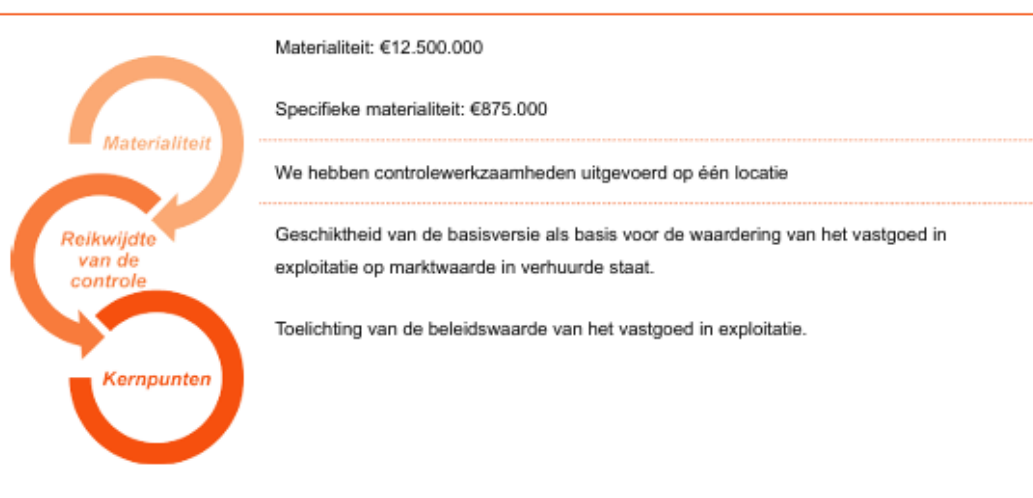 Materialiteit: €12.500.000
Specifieke materialiteit: €875.000
Materialiteit
We hebben controlewerkzaamheden uitgevoerd op één locatie
Reikwijdte
van de
controle
Geschiktheid van de basisversie als basis voor de waardering van het vastgoed in
exploitatie op marktwaarde in verhuurde staat.
Toelichting van de beleidswaarde van het vastgoed in exploitatie.
Kernpunten